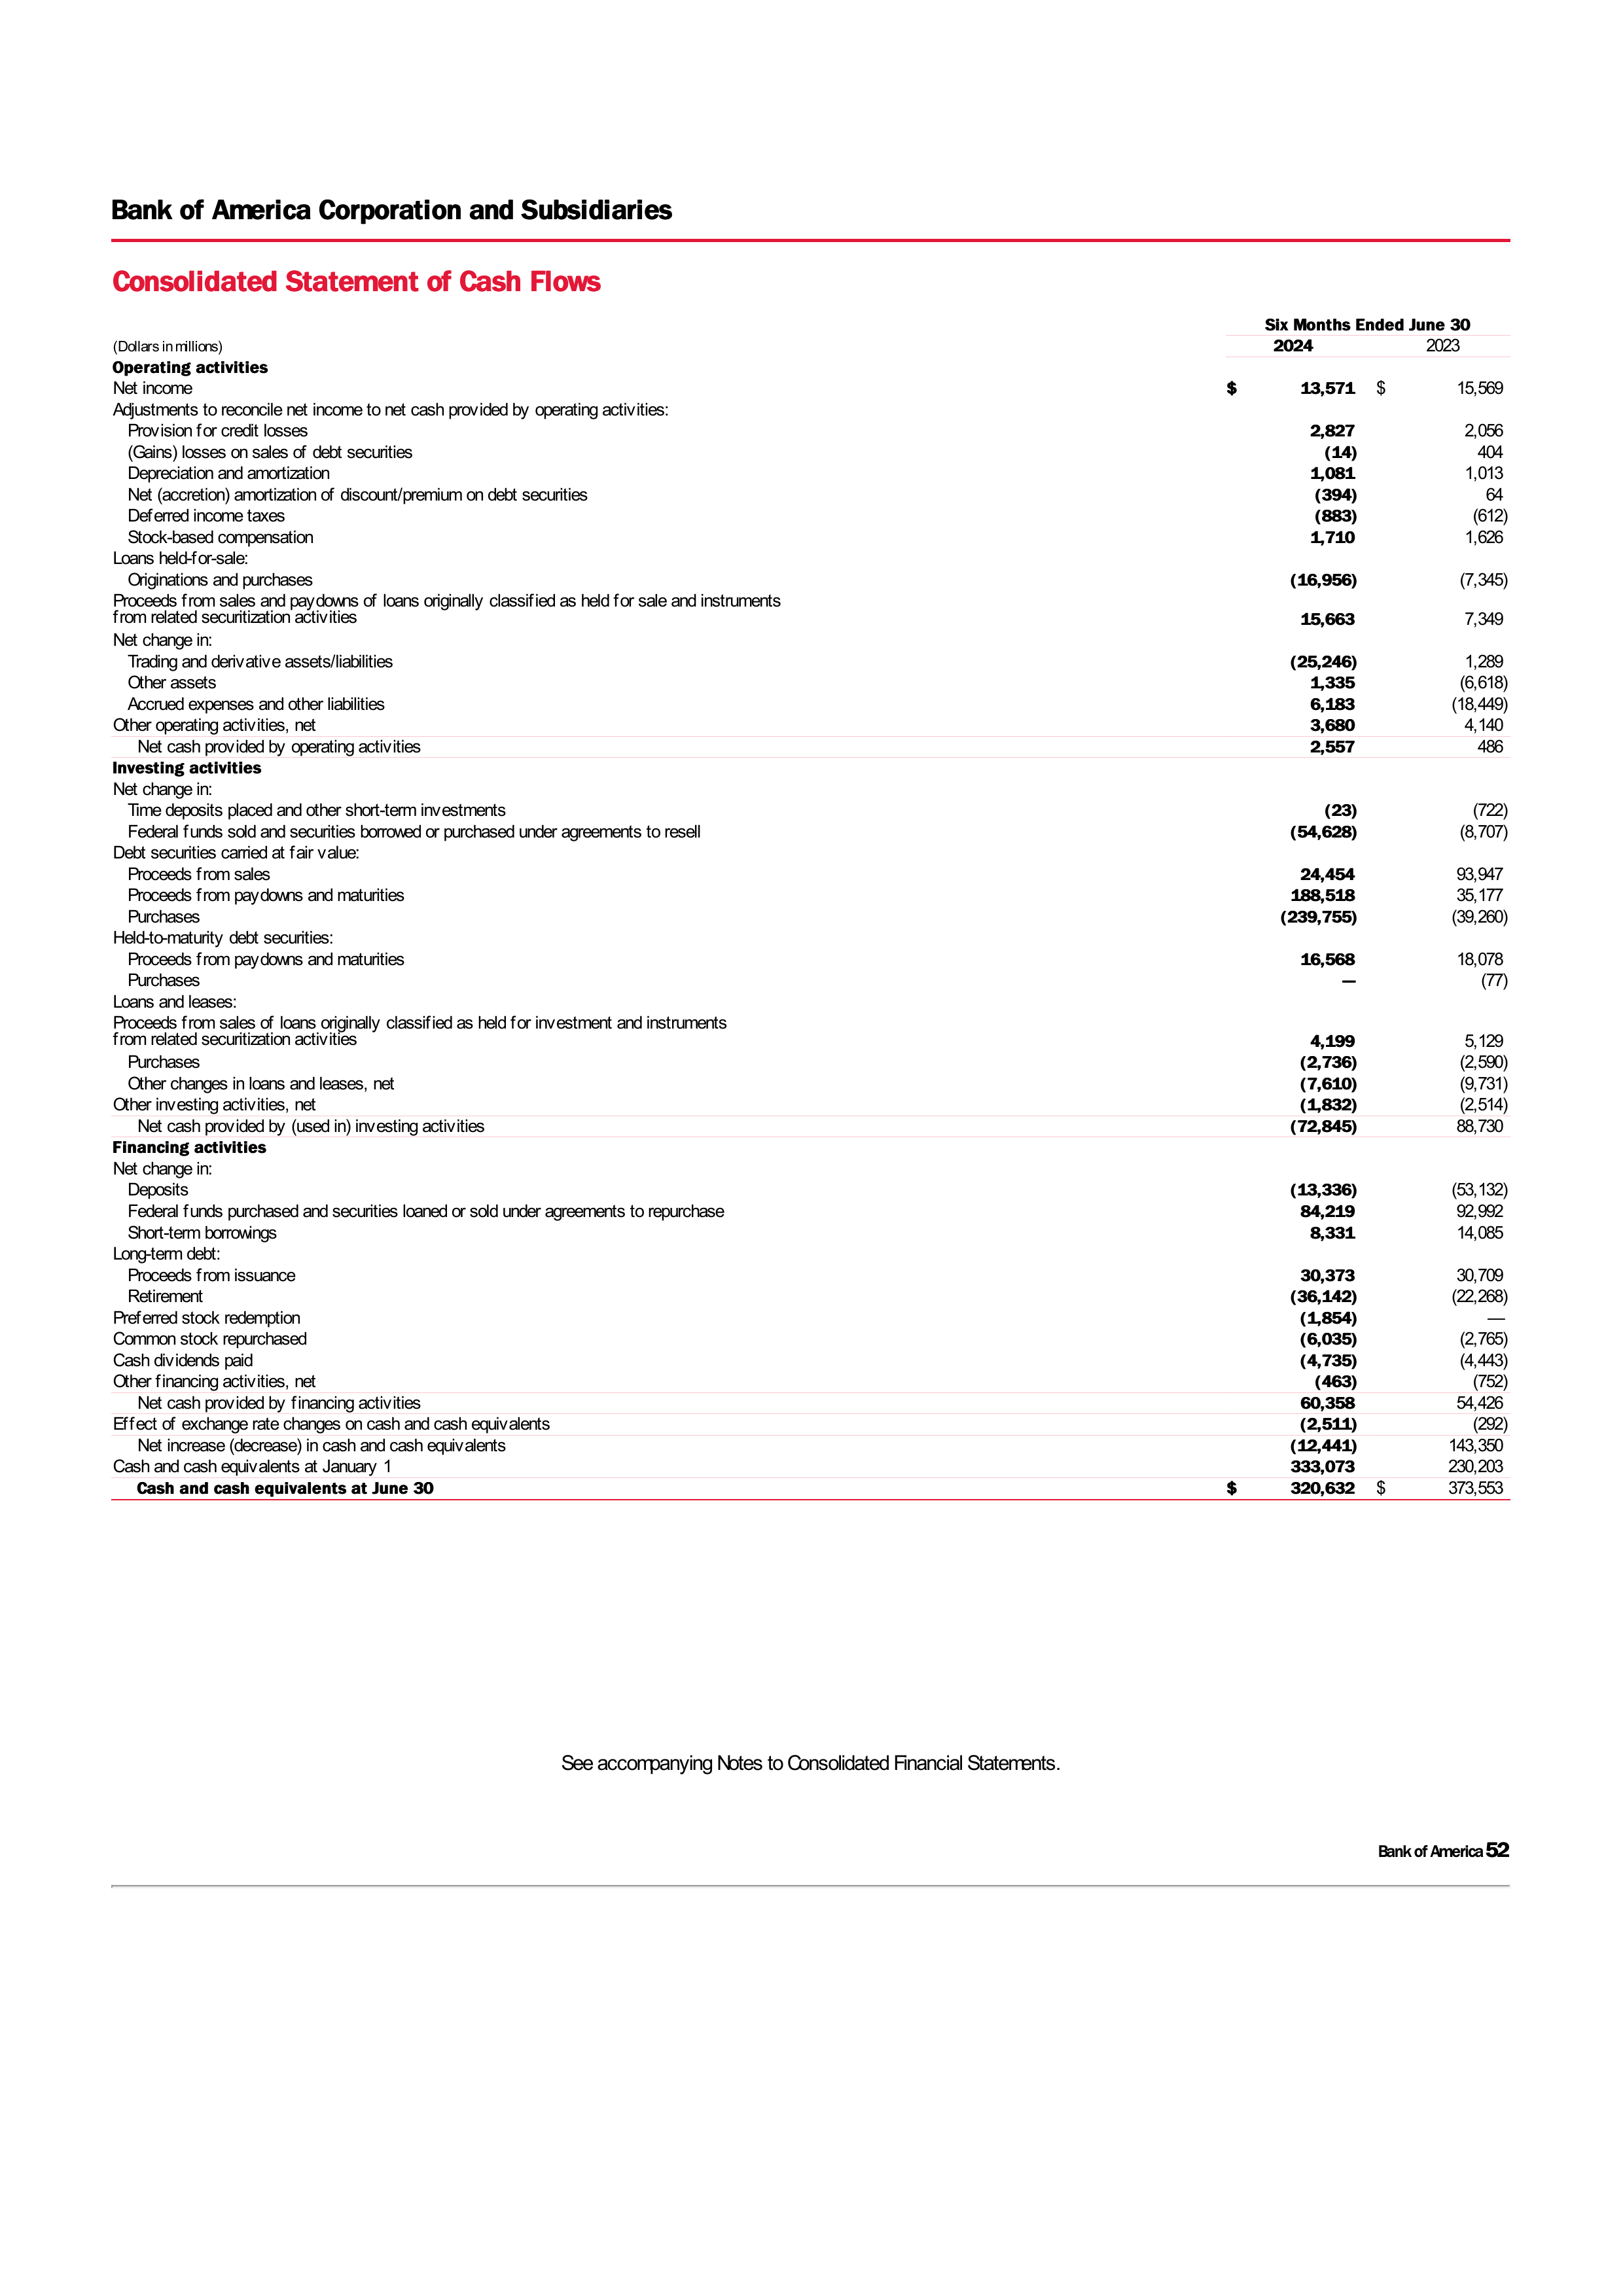 Bank of America Corporation and Subsidiaries
Consolidated Statement of Cash Flows
Six Months Ended June 30
(Dollars in millions) 2024 2023
Operating activities
Net income $ 13,571 $ 15,569
Adjustments to reconcile net income to net cash provided by operating activities:
Provision for credit losses 2,827 2,056
(Gains) losses on sales of debt securities (14) 404
Depreciation and amortization 1,081 1,013
Net (accretion) amortization of discount/premium on debt securities (394) 64
Deferred income taxes (883) (612)
Stock-based compensation 1,710 1,626
Loans held-for-sale:
Originations and purchases (16,956) (7,345)
Proceeds from sales and paydowns of loans originally classified as held for sale and instruments
from related securitization activities 15,663 7,349
Net change in:
Trading and derivative assets/liabilities (25,246) 1,289
Other assets 1,335 (6,618)
Accrued expenses and other liabilities 6,183 (18,449)
Other operating activities, net 3,680 4,140
Net cash provided by operating activities 2,557 486
Investing activities
Net change in:
Time deposits placed and other short-term investments (23) (722)
Federal funds sold and securities borrowed or purchased under agreements to resell (54,628) (8,707)
Debt securities carried at fair value:
Proceeds from sales 24,454 93,947
Proceeds from paydowns and maturities 188,518 35,177
Purchases (239,755) (39,260)
Held-to-maturity debt securities:
Proceeds from paydowns and maturities 16,568 18,078
Purchases — (77)
Loans and leases:
Proceeds from sales of loans originally classified as held for investment and instruments
from related securitization activities 4,199 5,129
Purchases (2,736) (2,590)
Other changes in loans and leases, net (7,610) (9,731)
Other investing activities, net (1,832) (2,514)
Net cash provided by (used in) investing activities (72,845) 88,730
Financing activities
Net change in:
Deposits (13,336) (53,132)
Federal funds purchased and securities loaned or sold under agreements to repurchase 84,219 92,992
Short-term borrowings 8,331 14,085
Long-term debt:
Proceeds from issuance 30,373 30,709
Retirement (36,142) (22,268)
Preferred stock redemption (1,854) —
Common stock repurchased (6,035) (2,765)
Cash dividends paid (4,735) (4,443)
Other financing activities, net (463) (752)
Net cash provided by financing activities 60,358 54,426
Effect of exchange rate changes on cash and cash equivalents (2,511) (292)
Net increase (decrease) in cash and cash equivalents (12,441) 143,350
Cash and cash equivalents at January 1 333,073 230,203
Cash and cash equivalents at June 30 $ 320,632 $ 373,553
See accompanying Notes to Consolidated Financial Statements.
Bank of America 52